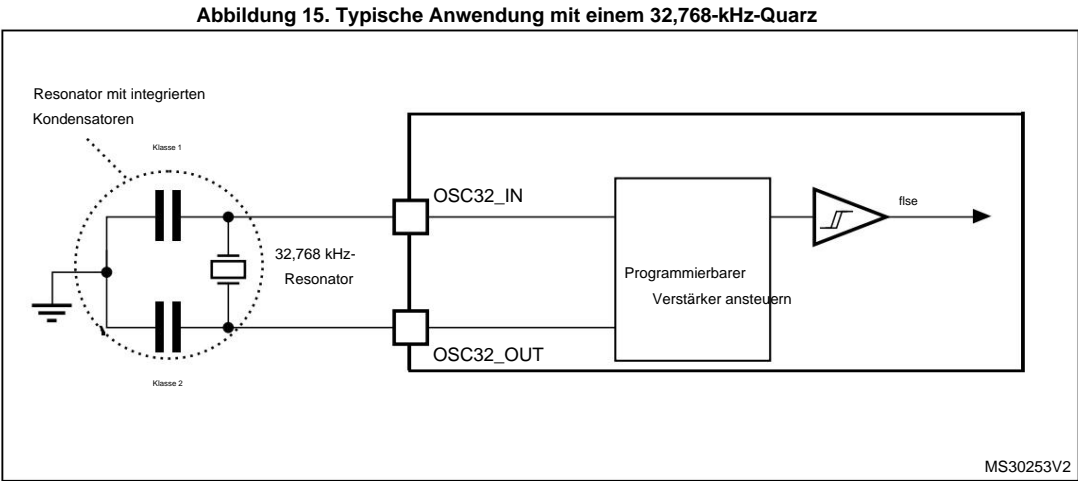 Abbildung 15. Typische Anwendung mit einem 32,768-kHz-Quarz
Resonator mit integrierten
Kondensatoren
Klasse 1
OSC32_IN
flse
32,768 kHz-
Resonator
Programmierbarer
Verstärker ansteuern
OSC32_OUT
Klasse 2
MS30253V2